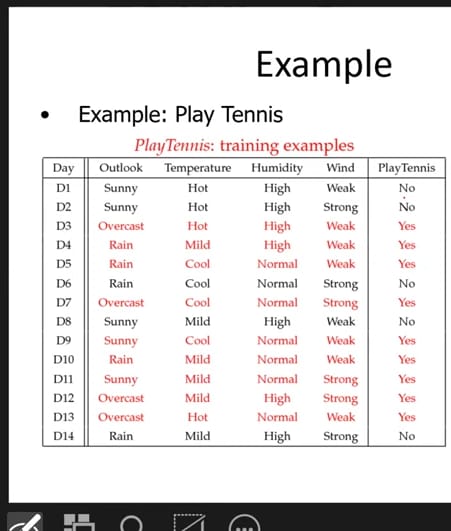 Example
• Example: Play Tennis
PlayTennis: training examples
Day Outlook Temperature Humidity Wind PlayTennis
D1 Sunny Hot High Weak No
D2 Sunny Hot High Strong No
D3 Overcast Hot High Weak Yes
D4 Rain Mild High Weak Yes
D5 Rain Cool Normal Weak Yes
D6 Rain Cool Normal Strong No
D7 Overcast Cool Normal Strong Yes
D8 Sunny Mild High Weak No
D9 Sunny Cool Normal Weak Yes
D10 Rain Mild Normal Weak Yes
D11 Sunny Mild Normal Strong Yes
D12 Overcast Mild High Strong Yes
D13 Overcast Hot Normal Weak Yes
D14 Rain Mild High Strong No